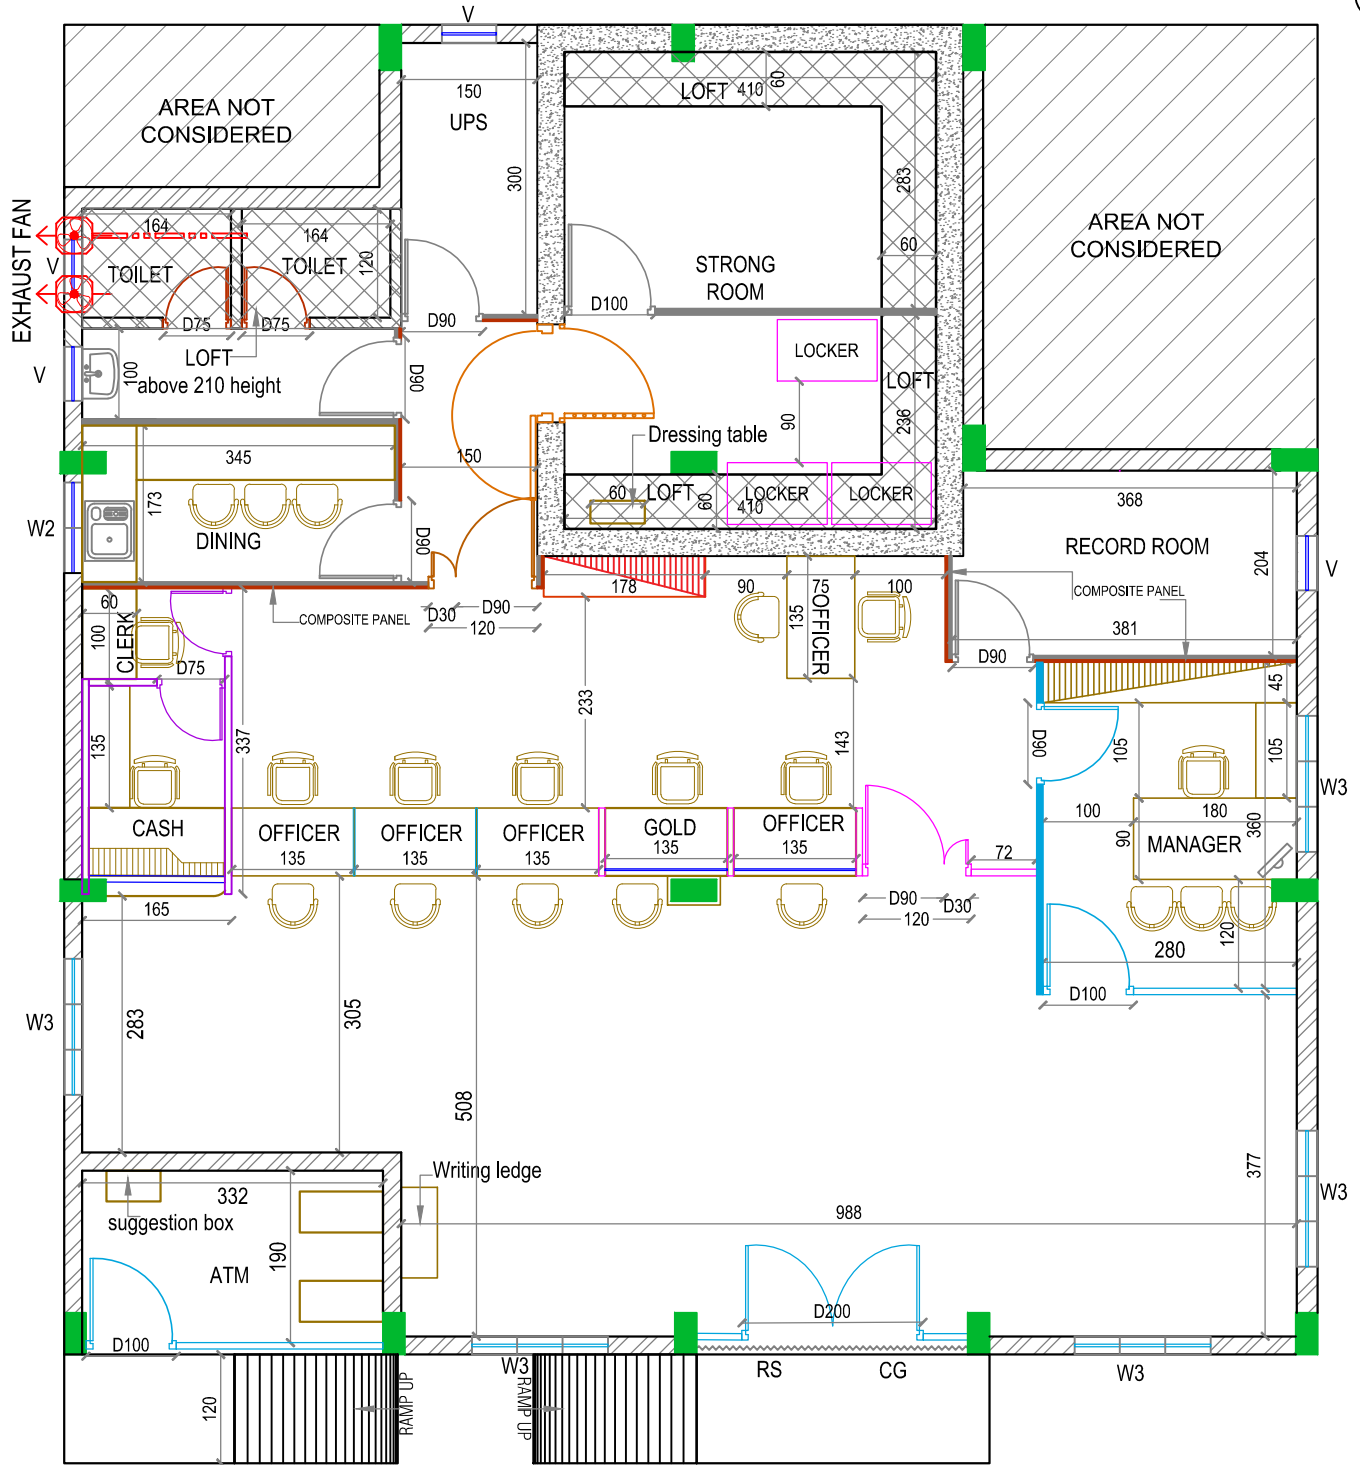 V
AREA NOT
CONSIDERED
150
UPS
300
LOFT
410
60
283
60
STRONG
ROOM
D100
AREA NOT
CONSIDERED
EXHAUST FAN
V
164
164
TOILET
TOILET
120
D75
D75
D90
LOFT
above 210 height
V
100
D90
LOCKER
LOFT
236
90
Dressing table
345
150
173
DINING
W2
D90
60
LOFT
60
LOCKER
410
LOCKER
368
RECORD ROOM
204
V
COMPOSITE PANEL
381
D90
60
100
CLERK
COMPOSITE PANEL
D30
D90
120
178
90
75
100
135
OFFICER
D75
233
337
135
143
D90
45
105
105
W3
CASH
OFFICER
135
OFFICER
135
OFFICER
135
GOLD
135
OFFICER
135
72
100
180
90
MANAGER
360
165
D90
D30
120
120
280
D100
W3
283
305
508
377
Writing ledge
332
suggestion box
190
ATM
988
W3
D200
D100
W3
RS
CG
W3
120
RAMP UP
RAMP UP